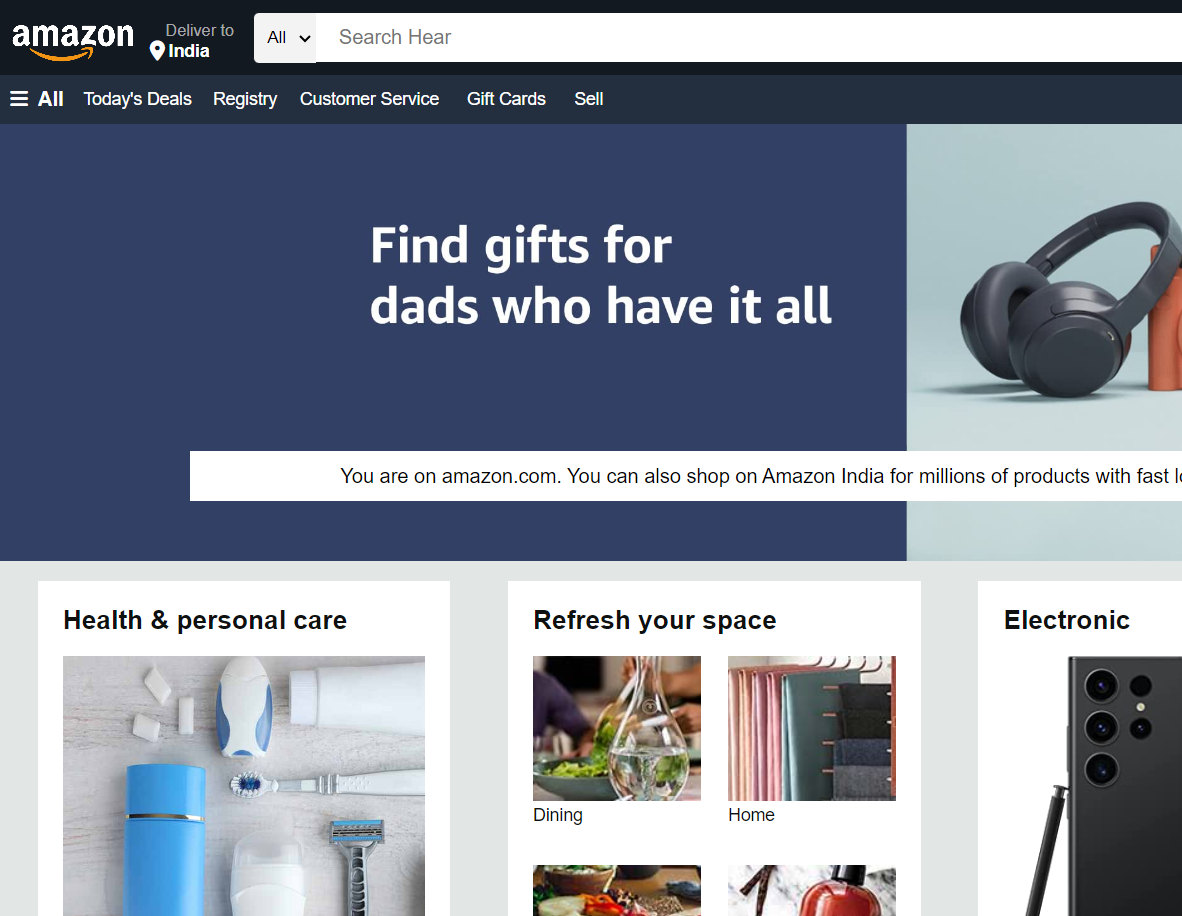 amazon
Deliver to
India
All
Search Hear
All
Today's Deals
Registry
Customer Service
Gift Cards
Sell
Find gifts for
dads who have it all
You are on amazon.com. You can also shop on Amazon India for millions of products with fast lo
Health & personal care
Refresh your space
Electronic
Dining
Home